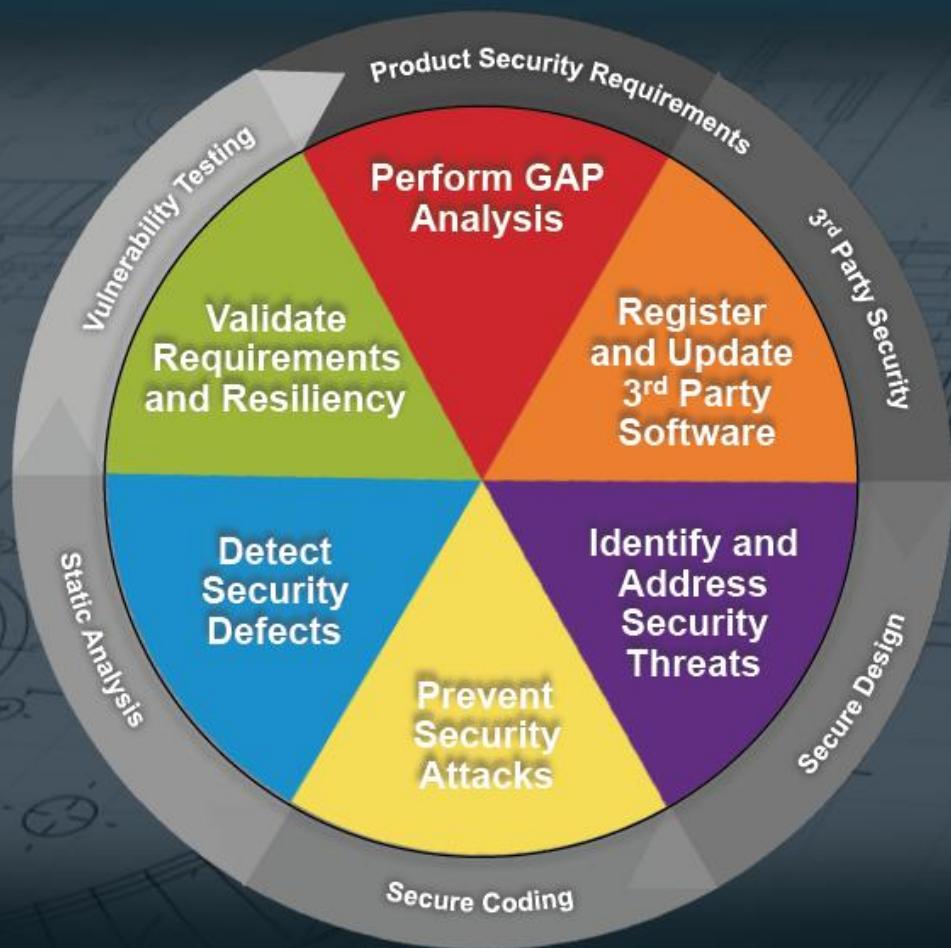 Product Security Requirements
Perform GAP
Analysis
3rd Party Security
Register
and Update
3rd Party
Software
Secure Design
Identify and
Address
Security
Threats
Secure Coding
Prevent
Security
Attacks
Static Analysis
Detect
Security
Defects
Vulnerability Testing
Validate
Requirements
and Resiliency